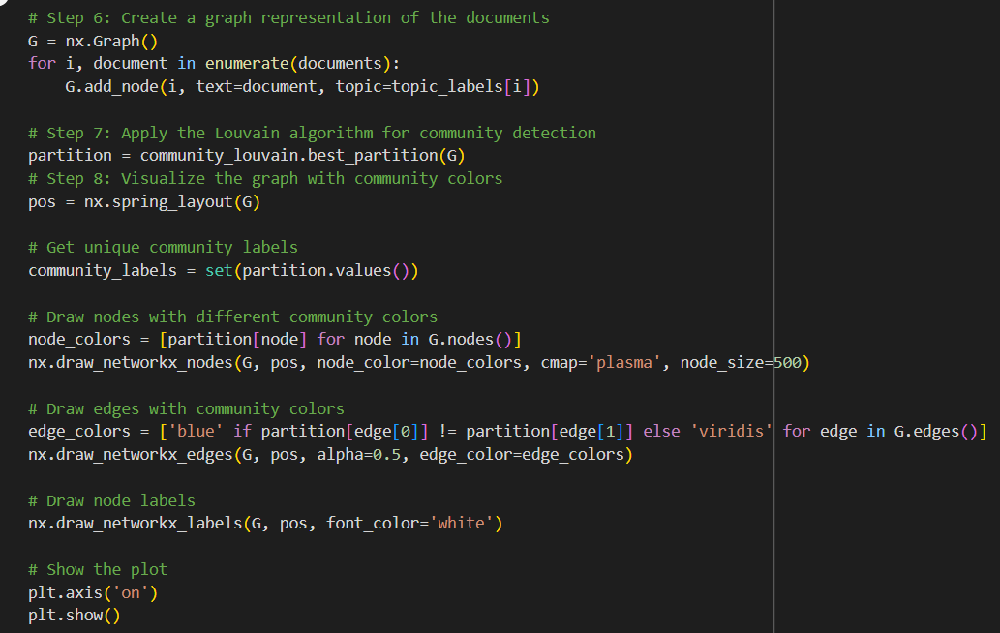 # Step 6: Create a graph representation of the documents
G = nx.Graph()
for i, document in enumerate(documents):
    G.add_node(i, text=document, topic=topic_labels[i])
# Step 7: Apply the Louvain algorithm for community detection
partition = community_louvain.best_partition(G)
# Step 8: Visualize the graph with community colors
pos = nx.spring_layout(G)
# Get unique community labels
community_labels = set(partition.values())
# Draw nodes with different community colors
node_colors = [partition[node] for node in G.nodes()]
nx.draw_networkx_nodes(G, pos, node_color=node_colors, cmap='plasma', node_size=500)
# Draw edges with community colors
edge_colors = ['blue' if partition[edge[0]] != partition[edge[1]] else 'viridis' for edge in G.edges()]
nx.draw_networkx_edges(G, pos, alpha=0.5, edge_color=edge_colors)
# Draw node labels
nx.draw_networkx_labels(G, pos, font_color='white')
# Show the plot
plt.axis('on')
plt.show()